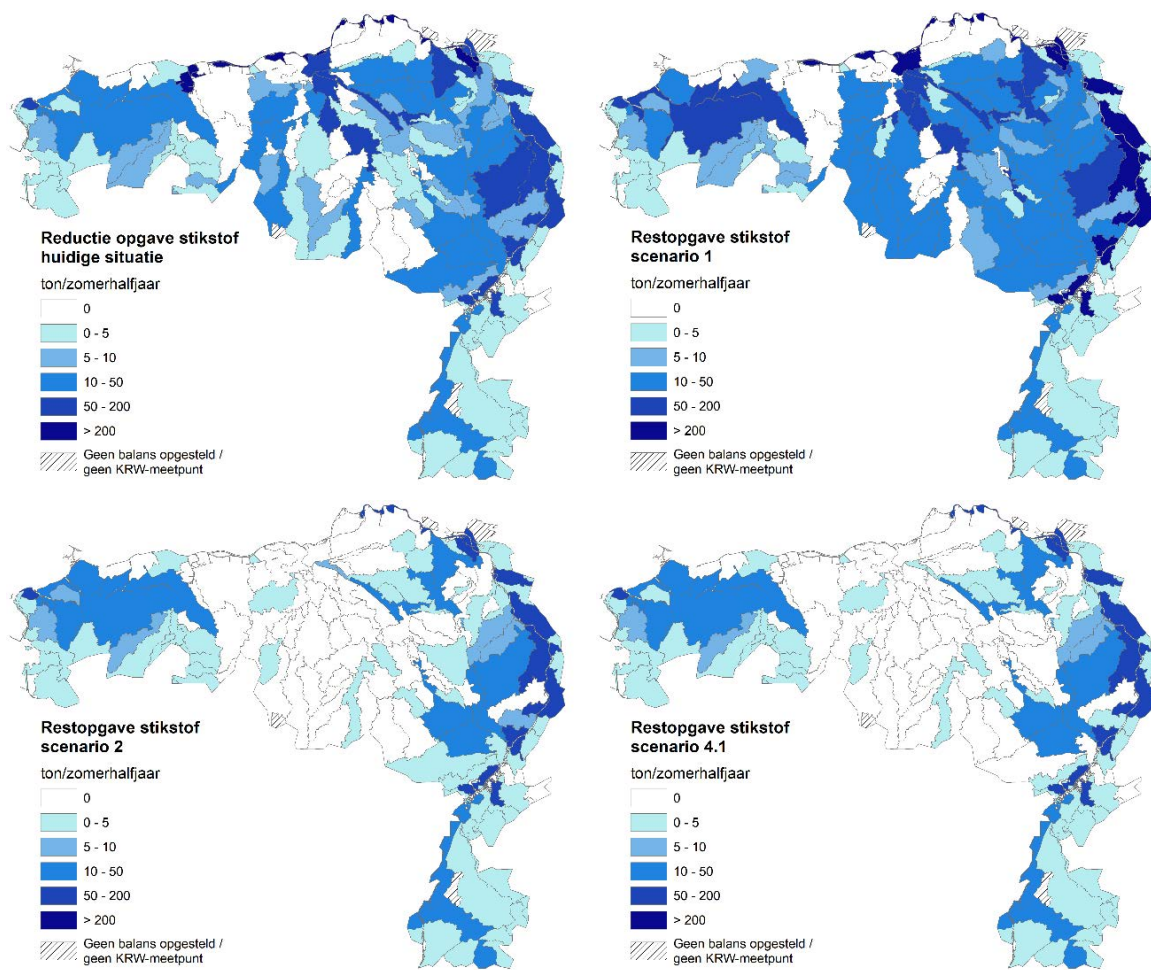 Reductie opgave stikstof
huidige situatie
ton/zomerhalfjaar
0
0 - 5
5 - 10
10 - 50
50 - 200
> 200
Geen balans opgesteld /
geen KRW-meetpunt
Restopgave stikstof
scenario 1
ton/zomerhalfjaar
0
0 - 5
5 - 10
10 - 50
50 - 200
> 200
Geen balans opgesteld /
geen KRW-meetpunt
Restopgave stikstof
scenario 2
ton/zomerhalfjaar
0
0 - 5
5 - 10
10 - 50
50 - 200
> 200
Geen balans opgesteld /
geen KRW-meetpunt
Restopgave stikstof
scenario 4.1
ton/zomerhalfjaar
0
0 - 5
5 - 10
10 - 50
50 - 200
> 200
Geen balans opgesteld /
geen KRW-meetpunt